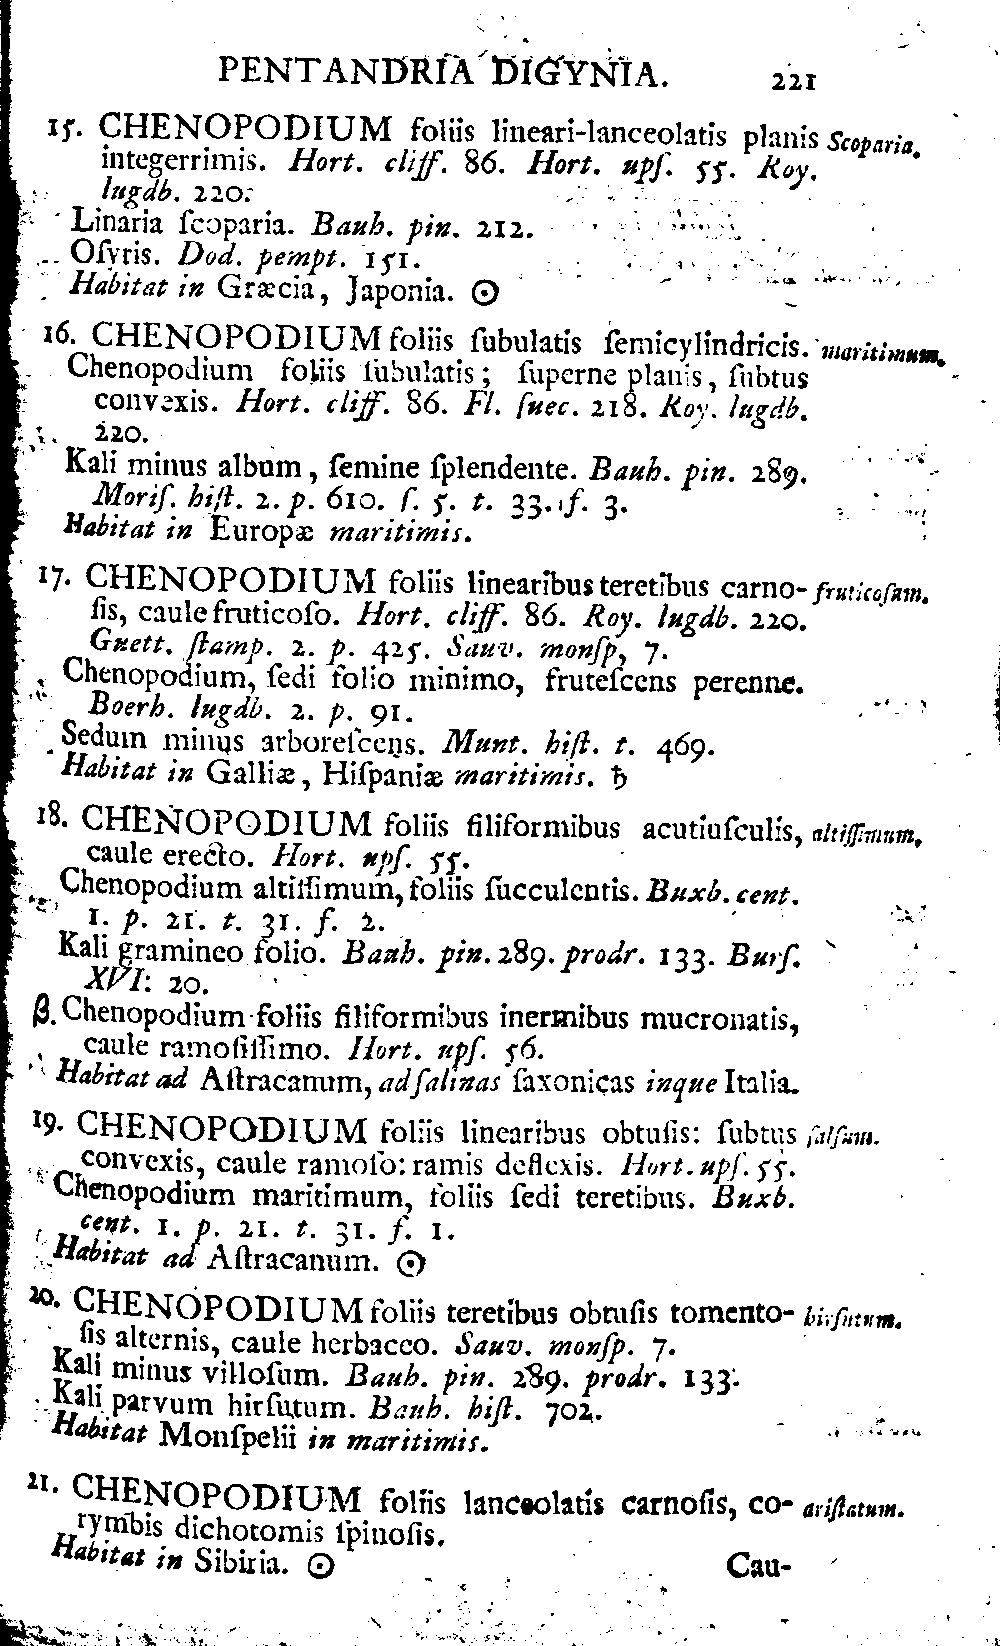 PENTANDRIA DIGYNIA. 221
15. CHENOPODIUM foliis lineari-lanceolatis planis Scoparia.
integerrimis. Hort. cliff. 86. Hort. upſ. 55. Roy.
lugdb. 220.
Linaria ſcoparia. Bauh. pin. 212.
Oſyris. Dod. pempt. 151.
Habitat in Græcia, Japonia. ☉
16. CHENOPODIUM foliis ſubulatis ſemicylindricis. maritimum.
Chenopodium foliis ſubulatis; ſuperne planis, ſubtus
convexis. Hort. cliff. 86. Fl. ſuec. 218. Roy. lugdb.
220.
Kali minus album, ſemine ſplendente. Bauh. pin. 289.
Moriſ. hiſt. 2. p. 610. ſ. 5. t. 33. f. 3.
Habitat in Europæ maritimis.
17. CHENOPODIUM foliis linearibus teretibus carno- fruticoſum.
ſis, caule fruticoſo. Hort. cliff. 86. Roy. lugdb. 220.
Guett. ſtamp. 2. p. 425. Sauv. monſp, 7.
Chenopodium, ſedi folio minimo, fruteſcens perenne.
Boerh. lugdb. 2. p. 91.
Sedum minus arboreſcens. Munt. hiſt. t. 469.
Habitat in Galliæ, Hiſpaniæ maritimis. ♄
18. CHENOPODIUM foliis filiformibus acutiuſculis, altiſſimum.
caule erecto. Hort. upſ. 55.
Chenopodium altiſſimum, foliis ſucculentis. Buxb. cent.
1. p. 21. t. 31. f. 2.
Kali gramineo folio. Bauh. pin. 289. prodr. 133. Burſ.
XVI: 20.
β. Chenopodium foliis filiformibus inermibus mucronatis,
caule ramoſiſſimo. Hort. upſ. 56.
Habitat ad Aſtracanum, ad ſalinas ſaxonicas inque Italia.
19. CHENOPODIUM foliis linearibus obtuſis: ſubtus ſalſum.
convexis, caule ramoſo: ramis deflexis. Hort. upſ. 55.
Chenopodium maritimum, foliis ſedi teretibus. Buxb.
cent. 1. p. 21. t. 31. f. 1.
Habitat ad Aſtracanum. ☉
20. CHENOPODIUM foliis teretibus obtuſis tomento- hirſutum.
ſis alternis, caule herbaceo. Sauv. monſp. 7.
Kali minus villoſum. Bauh. pin. 289. prodr. 133.
Kali parvum hirſutum. Bauh. hiſt. 702.
Habitat Monſpelii in maritimis.
21. CHENOPODIUM foliis lanceolatis carnoſis, co- ariſtatum.
rymbis dichotomis ſpinoſis.
Habitat in Sibiria. ☉
Cau-